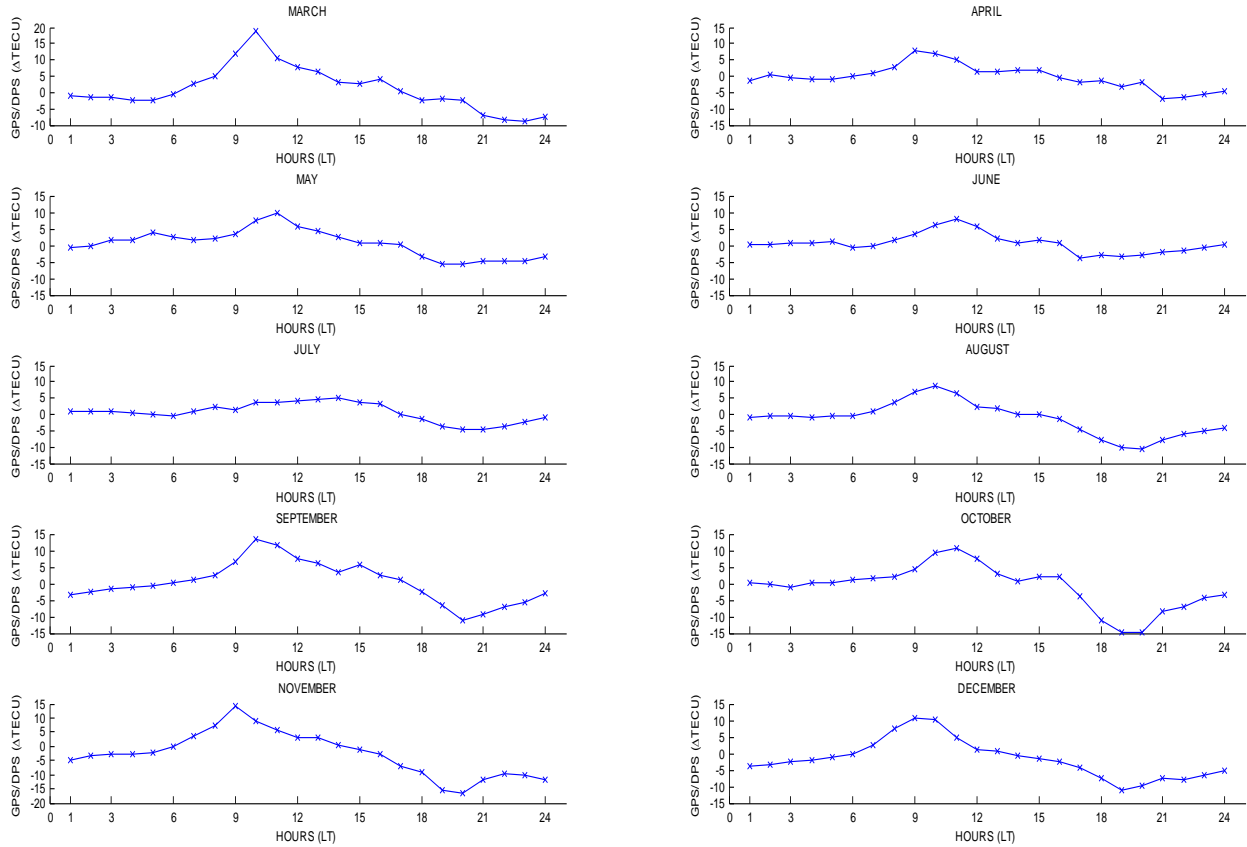 MARCH
GPS/DPS (ΔTECU)
20
15
10
5
0
-5
-10
0 1 3 6 9 12 15 18 21 24
HOURS (LT)
APRIL
GPS/DPS (ΔTECU)
15
10
5
0
-5
-10
-15
0 1 3 6 9 12 15 18 21 24
HOURS (LT)
MAY
GPS/DPS (ΔTECU)
15
10
5
0
-5
-10
-15
0 1 3 6 9 12 15 18 21 24
HOURS (LT)
JUNE
GPS/DPS (ΔTECU)
15
10
5
0
-5
-10
-15
0 1 3 6 9 12 15 18 21 24
HOURS (LT)
JULY
GPS/DPS (ΔTECU)
15
10
5
0
-5
-10
-15
0 1 3 6 9 12 15 18 21 24
HOURS (LT)
AUGUST
GPS/DPS (ΔTECU)
15
10
5
0
-5
-10
-15
0 1 3 6 9 12 15 18 21 24
HOURS (LT)
SEPTEMBER
GPS/DPS (ΔTECU)
15
10
5
0
-5
-10
-15
0 1 3 6 9 12 15 18 21 24
HOURS (LT)
OCTOBER
GPS/DPS (ΔTECU)
15
10
5
0
-5
-10
-15
0 1 3 6 9 12 15 18 21 24
HOURS (LT)
NOVEMBER
GPS/DPS (ΔTECU)
15
10
5
0
-5
-10
-15
-20
0 1 3 6 9 12 15 18 21 24
HOURS (LT)
DECEMBER
GPS/DPS (ΔTECU)
15
10
5
0
-5
-10
-15
0 1 3 6 9 12 15 18 21 24
HOURS (LT)